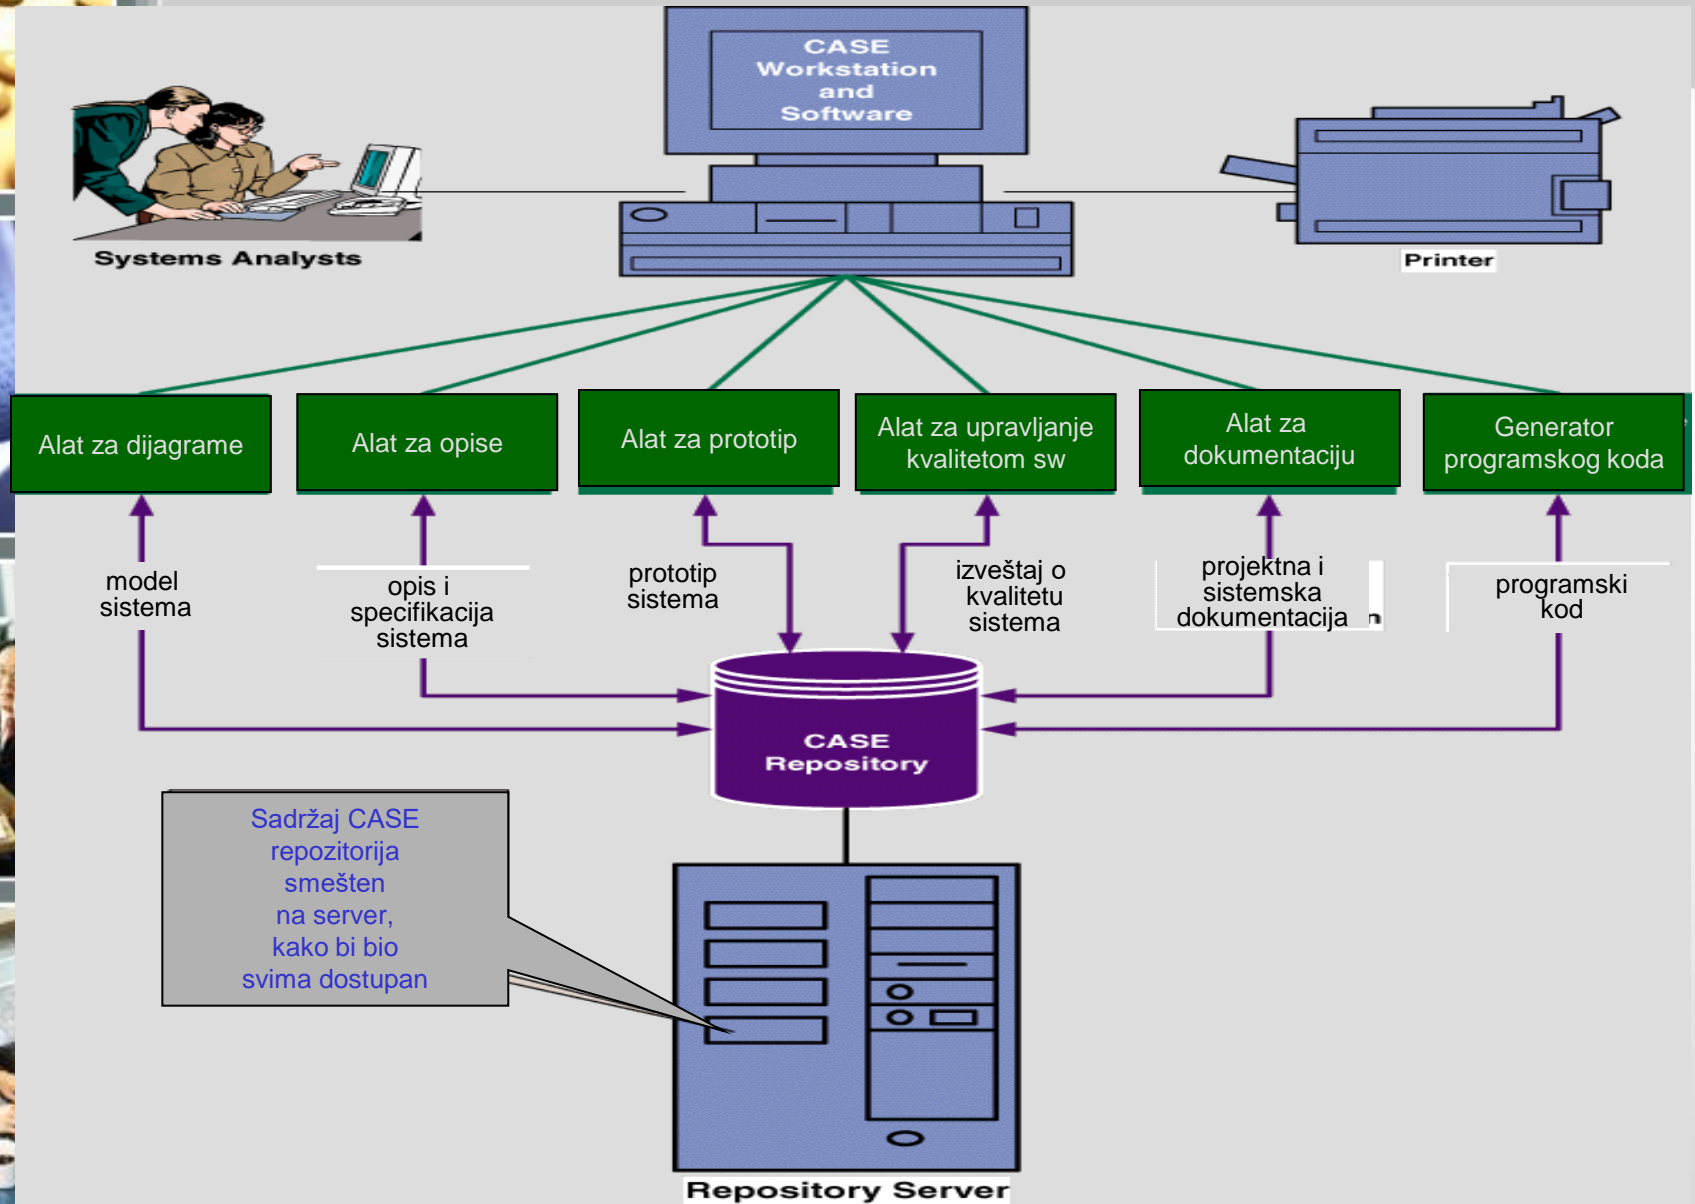 CASE
Workstation
and
Software
Systems Analysts
Printer
Alat za dijagrame
Alat za opise
Alat za prototip
Alat za upravljanje
kvalitetom sw
Alat za
dokumentaciju
Generator
programskog koda
model
sistema
opis i
specifikacija
sistema
prototip
sistema
izveštaj o
kvalitetu
sistema
projektna i
sistemska
dokumentacija
programski
kod
CASE
Repository
Sadržaj CASE
repozitorija
smešten
na server,
kako bi bio
svima dostupan
Repository Server